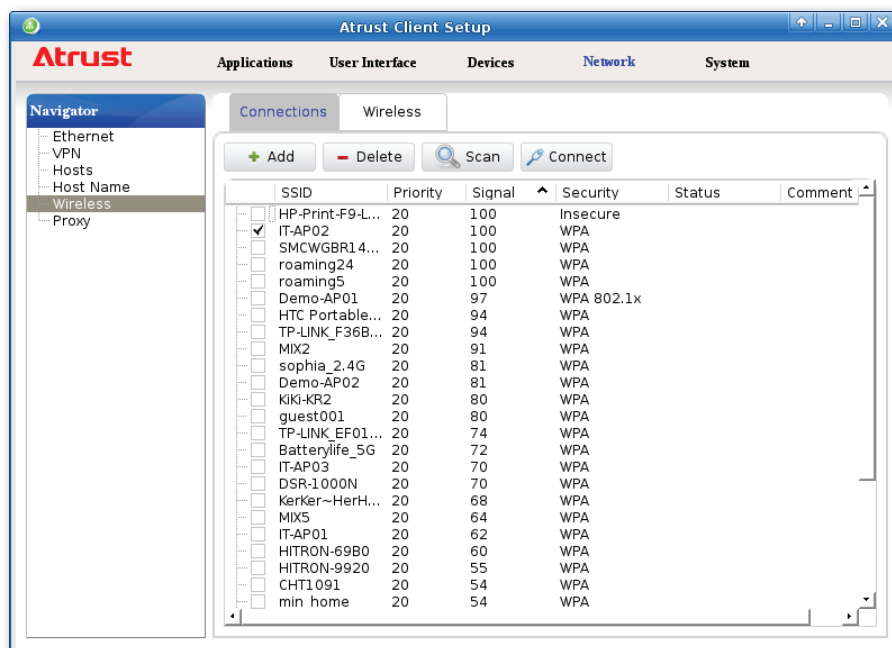 Atrust Client Setup
Atrust
Applications User Interface Devices Network System
Navigator
Ethernet
VPN
Hosts
Host Name
Wireless
Proxy
Connections Wireless
Add Delete Scan Connect
SSID Priority Signal Security Status Comment
HP-Print-F9-L... 20 100 Insecure
IT-AP02 20 100 WPA
SMCWGBR14... 20 100 WPA
roaming24 20 100 WPA
roaming5 20 100 WPA
Demo-AP01 20 97 WPA 802.1x
HTC Portable... 20 94 WPA
TP-LINK_F36B... 20 94 WPA
MIX2 20 91 WPA
sophia_2.4G 20 81 WPA
Demo-AP02 20 81 WPA
KiKi-KR2 20 80 WPA
guest001 20 80 WPA
TP-LINK_EF01... 20 74 WPA
Batterylife_5G 20 72 WPA
IT-AP03 20 70 WPA
DSR-1000N 20 70 WPA
KerKer~HerH... 20 68 WPA
MIX5 20 64 WPA
IT-AP01 20 62 WPA
HITRON-69B0 20 60 WPA
HITRON-9920 20 55 WPA
CHT1091 20 54 WPA
min home 20 54 WPA